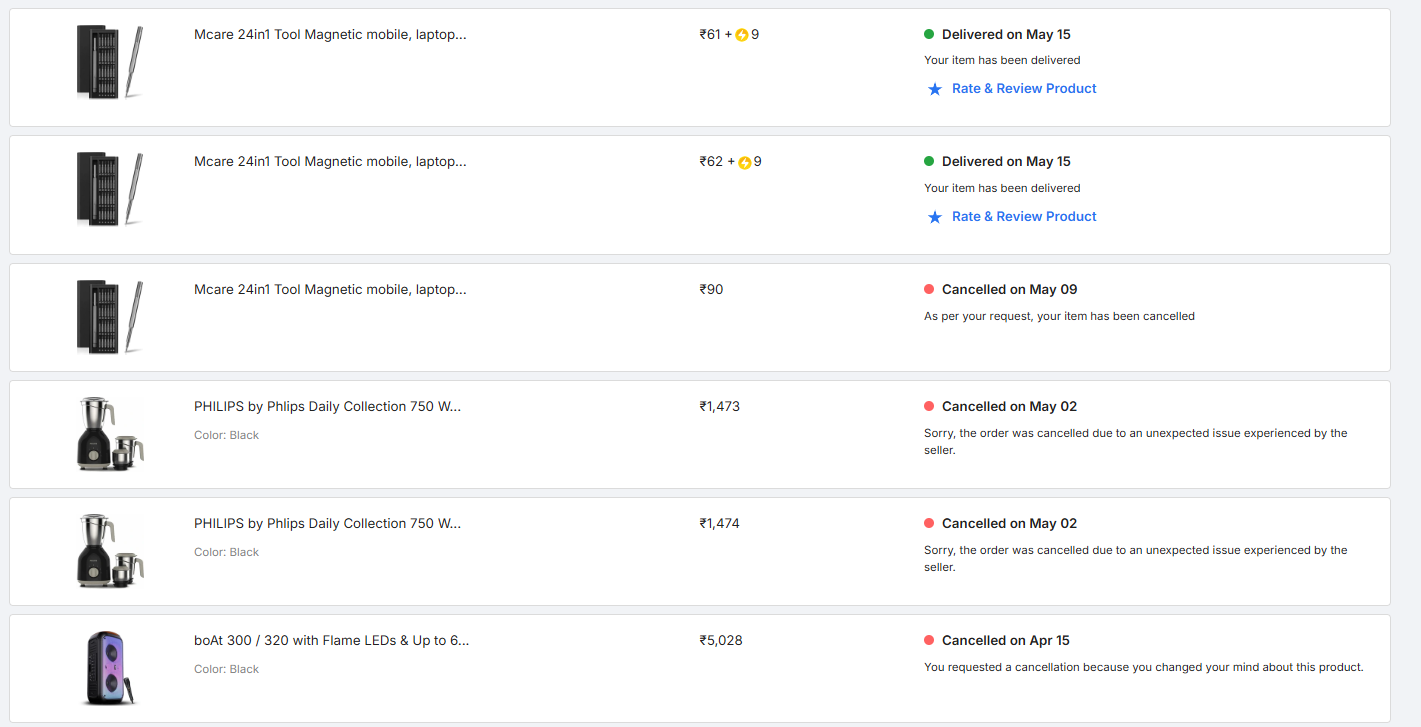 Mcare 24in1 Tool Magnetic mobile, laptop...
₹61 + 9
Delivered on May 15
Your item has been delivered
Rate & Review Product
Mcare 24in1 Tool Magnetic mobile, laptop...
₹62 + 9
Delivered on May 15
Your item has been delivered
Rate & Review Product
Mcare 24in1 Tool Magnetic mobile, laptop...
₹90
Cancelled on May 09
As per your request, your item has been cancelled
PHILIPS by Phlips Daily Collection 750 W...
Color: Black
₹1,473
Cancelled on May 02
Sorry, the order was cancelled due to an unexpected issue experienced by the
seller.
PHILIPS by Phlips Daily Collection 750 W...
Color: Black
₹1,474
Cancelled on May 02
Sorry, the order was cancelled due to an unexpected issue experienced by the
seller.
boAt 300 / 320 with Flame LEDs & Up to 6...
Color: Black
₹5,028
Cancelled on Apr 15
You requested a cancellation because you changed your mind about this product.